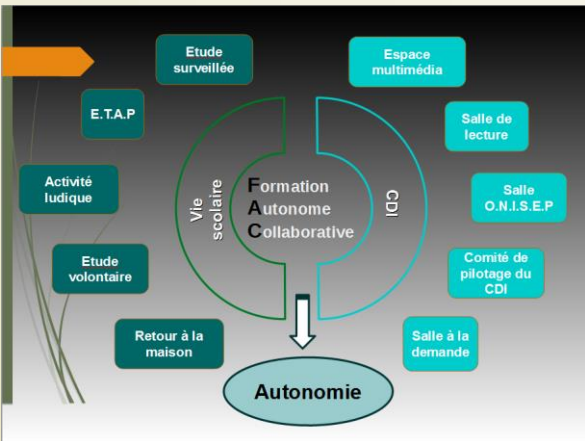 Etude
surveillée
Espace
multimédia
E.T.A.P
Salle de
lecture
Activité
ludique
Vie
scolaire
Formation
Autonome
Collaborative
CDI
Salle
O.N.I.S.E.P
Etude
volontaire
Comité de
pilotage du
CDI
Retour à la
maison
Salle à la
demande
Autonomie